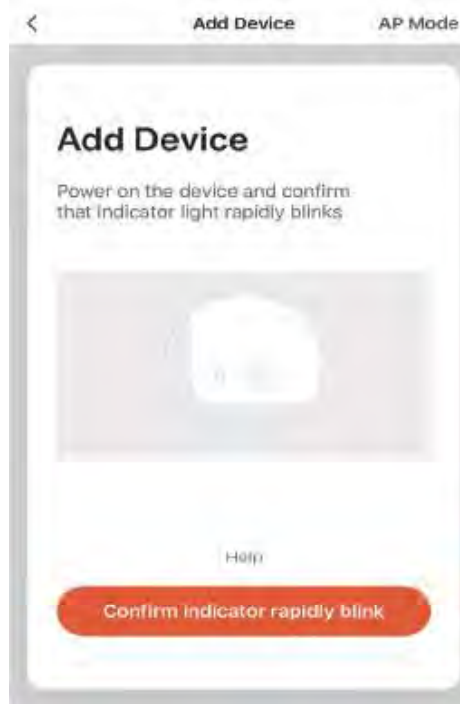 Add Device AP Mode
Add Device
Power on the device and confirm
that indicator light rapidly blinks
Help
Confirm indicator rapidly blink